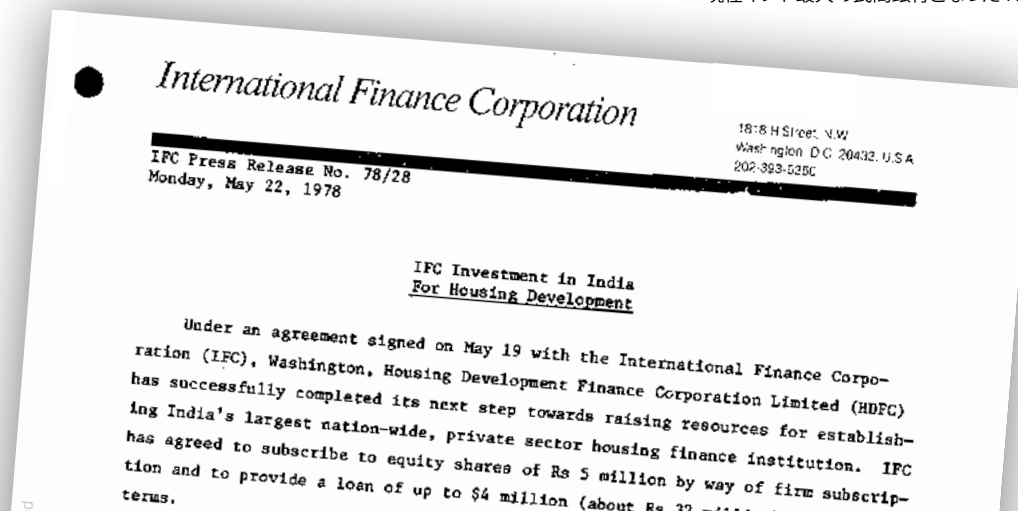 International Finance Corporation
1818 H Street, N.W.
Washington, D.C. 20433, U.S.A.
IFC Press Release No. 78/28
Monday, May 22, 1978
IFC Investment in India
For Housing Development
Under an agreement signed on May 19 with the International Finance Corpo-
ration (IFC), Washington, Housing Development Finance Corporation Limited (HDFC)
has successfully completed its next step towards raising resources for establish-
ing India's largest nation-wide, private sector housing finance institution. IFC
has agreed to subscribe to equity shares of Rs 5 million by way of firm subscrip-
tion and to provide a loan of up to $4 million (about Rs
terms.